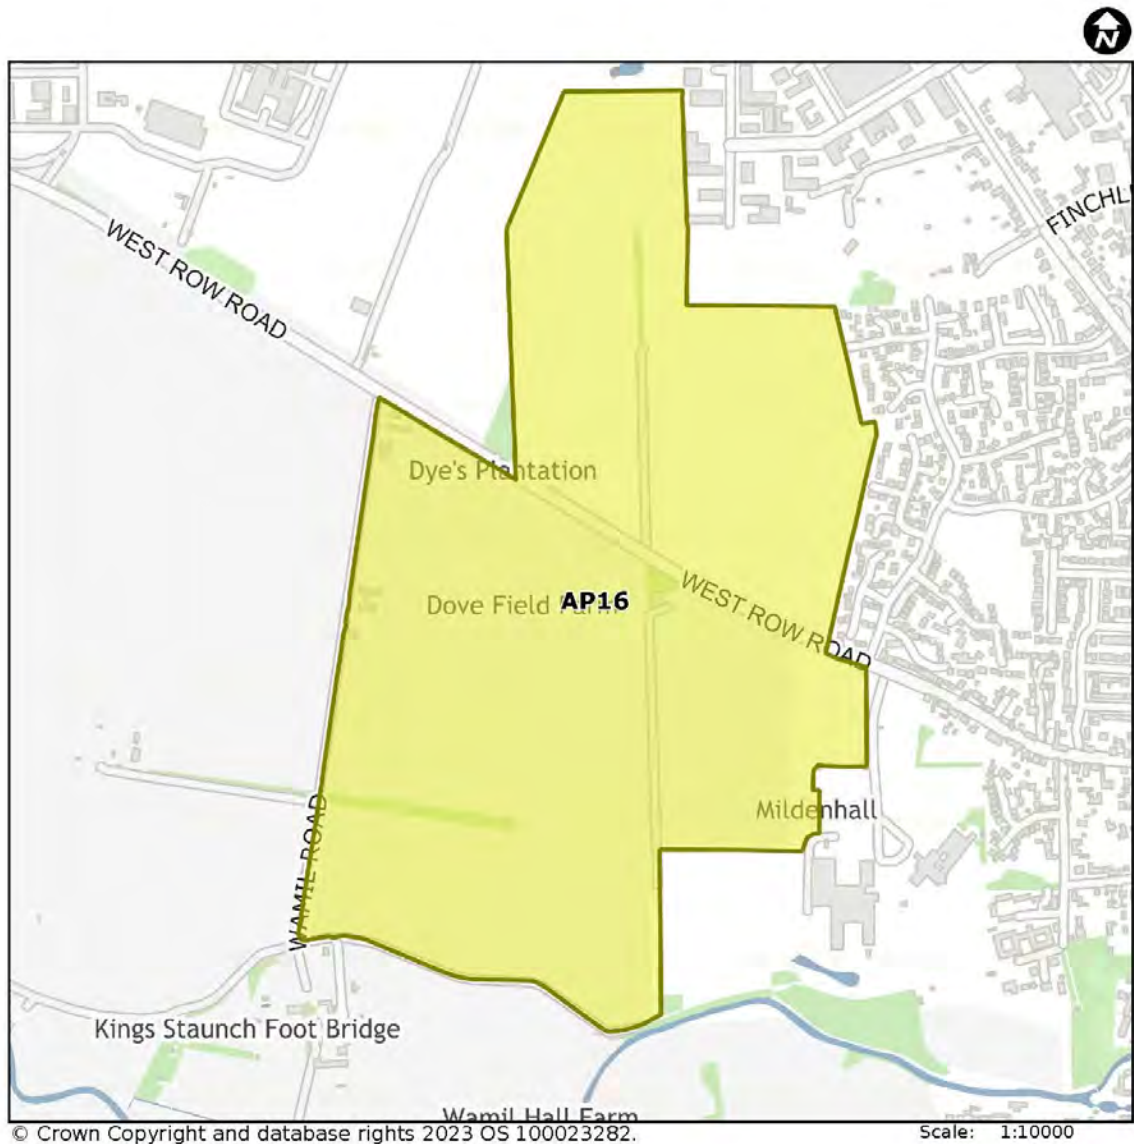 N
WEST ROW ROAD
FINCHL
Dye's Plantation
WEST ROW ROAD
Dove Field Farm
AP16
Mildenhall
WAMIL ROAD
Kings Staunch Foot Bridge
Wamil Hall Farm
© Crown Copyright and database rights 2023 OS 100023282.
Scale: 1:10000